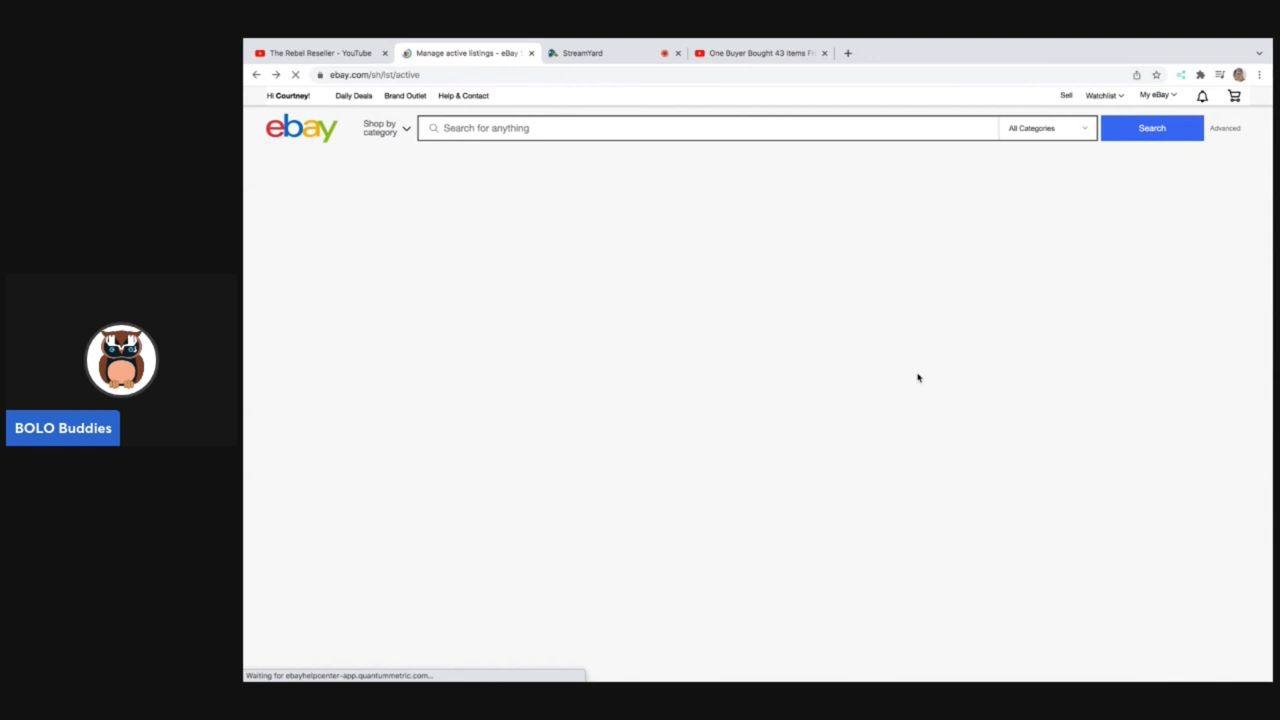 The Rebel Reseller - YouTube
Manage active listings - eBay S
StreamYard
One Buyer Bought 43 Items Fr
ebay.com/sh/lst/active
Hi Courtney! Daily Deals Brand Outlet Help & Contact Sell Watchlist My eBay
ebay Shop by category Search for anything All Categories Search Advanced
BOLO Buddies
Waiting for ebayhelpcenter-app.quantummetric.com...